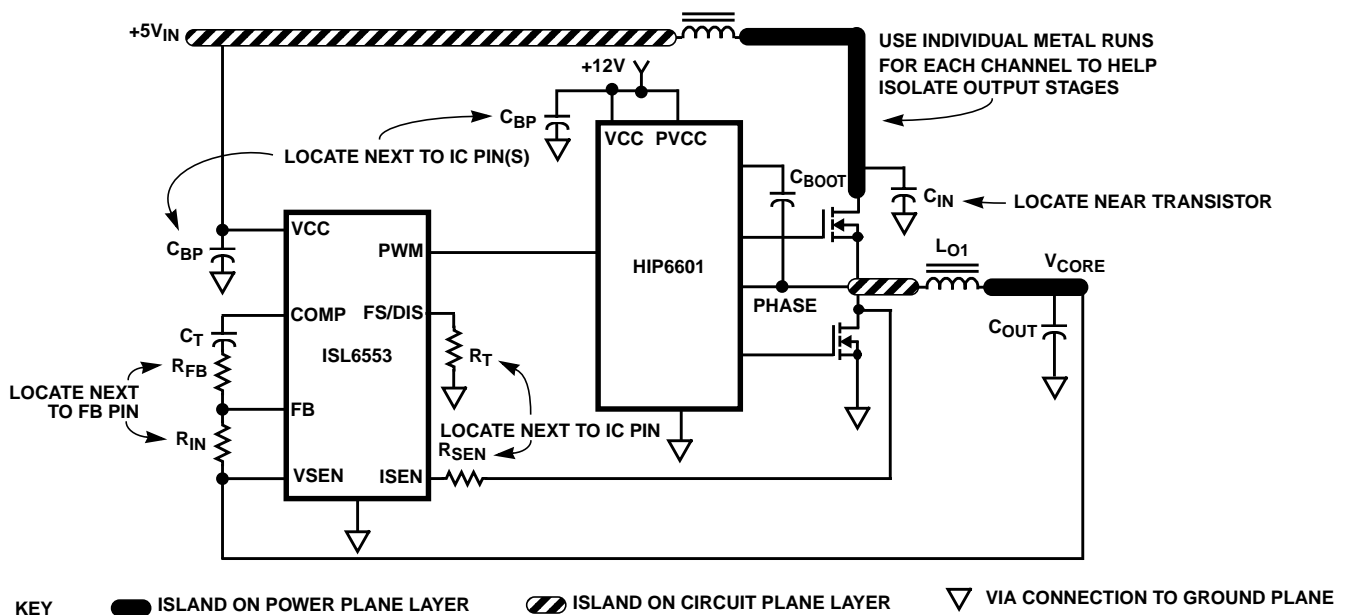 +5VIN
USE INDIVIDUAL METAL RUNS
FOR EACH CHANNEL TO HELP
ISOLATE OUTPUT STAGES
+12V
CBP
VCC PVCC
LOCATE NEXT TO IC PIN(S)
CBOOT
CIN
LOCATE NEAR TRANSISTOR
VCC
CBP
PWM
HIP6601
LO1
VCORE
PHASE
COMP
FS/DIS
CT
ISL6553
RT
COUT
RFB
LOCATE NEXT
TO FB PIN
FB
RIN
LOCATE NEXT TO IC PIN
RSEN
VSEN
ISEN
KEY
ISLAND ON POWER PLANE LAYER
ISLAND ON CIRCUIT PLANE LAYER
VIA CONNECTION TO GROUND PLANE